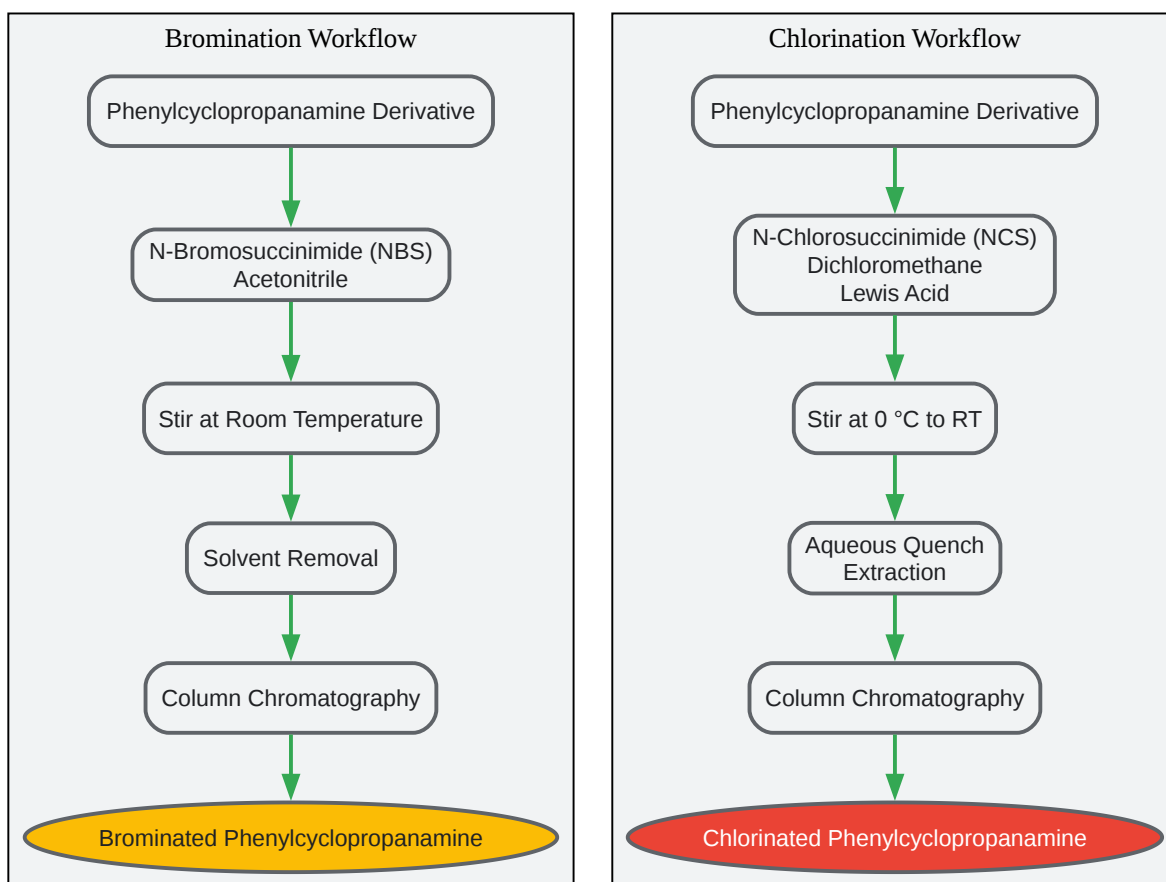 Bromination Workflow
Phenylcyclopropanamine Derivative
N-Bromosuccinimide (NBS)
Acetonitrile
Stir at Room Temperature
Solvent Removal
Column Chromatography
Brominated Phenylcyclopropanamine
Chlorination Workflow
Phenylcyclopropanamine Derivative
N-Chlorosuccinimide (NCS)
Dichloromethane
Lewis Acid
Stir at 0 °C to RT
Aqueous Quench
Extraction
Column Chromatography
Chlorinated Phenylcyclopropanamine